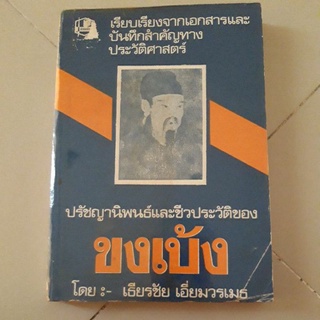 เรียบเรียงจากเอกสารและ
บันทึกสำคัญทาง
ประวัติศาสตร์
ปรัชญานิพนธ์และชีวประวัติของ
ขงเบ้ง
โดย :- เธียรชัย เอี่ยมวรเมธ